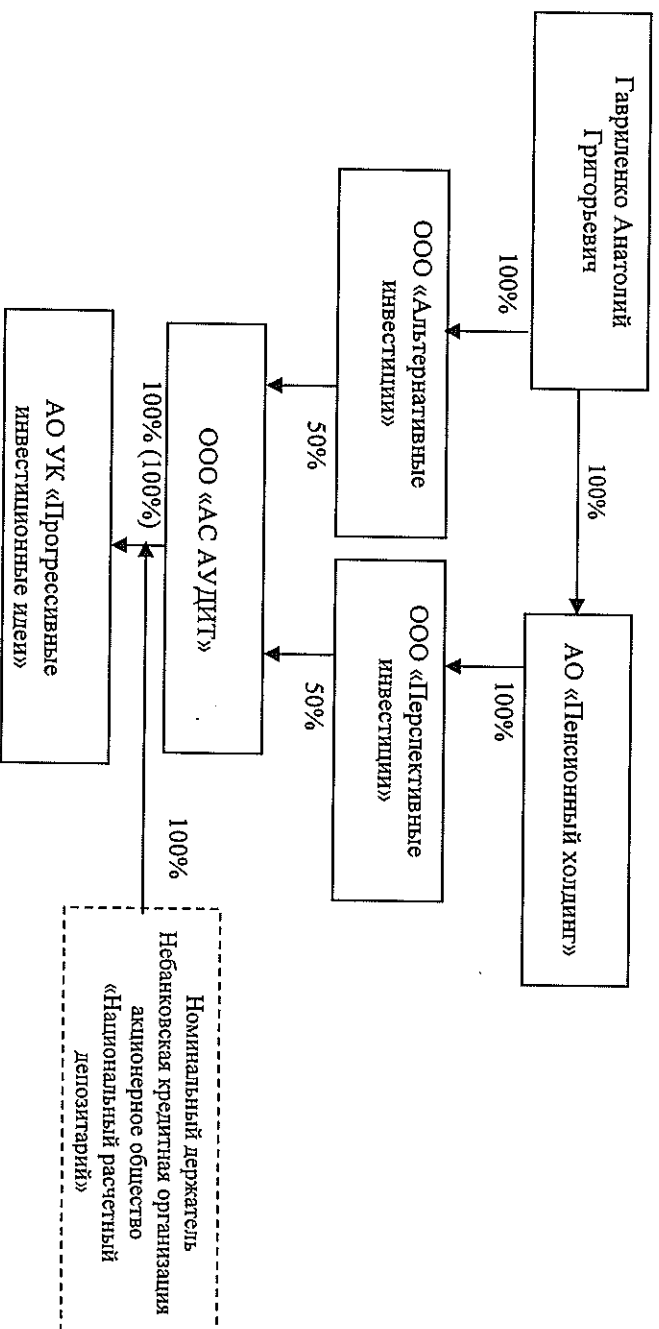 Гавриленко Анатолий
Григорьевич
100%
100%
АО «Пенсионный холдинг»
ООО «Альтернативные
инвестиции»
100%
ООО «Перспективные
инвестиции»
50%
50%
ООО «АС АУДИТ»
100% (100%)
100%
Номинальный держатель
Небанковская кредитная организация
акционерное общество
«Национальный расчетный
депозитарий»
АО УК «Прогрессивные
инвестиционные идеи»